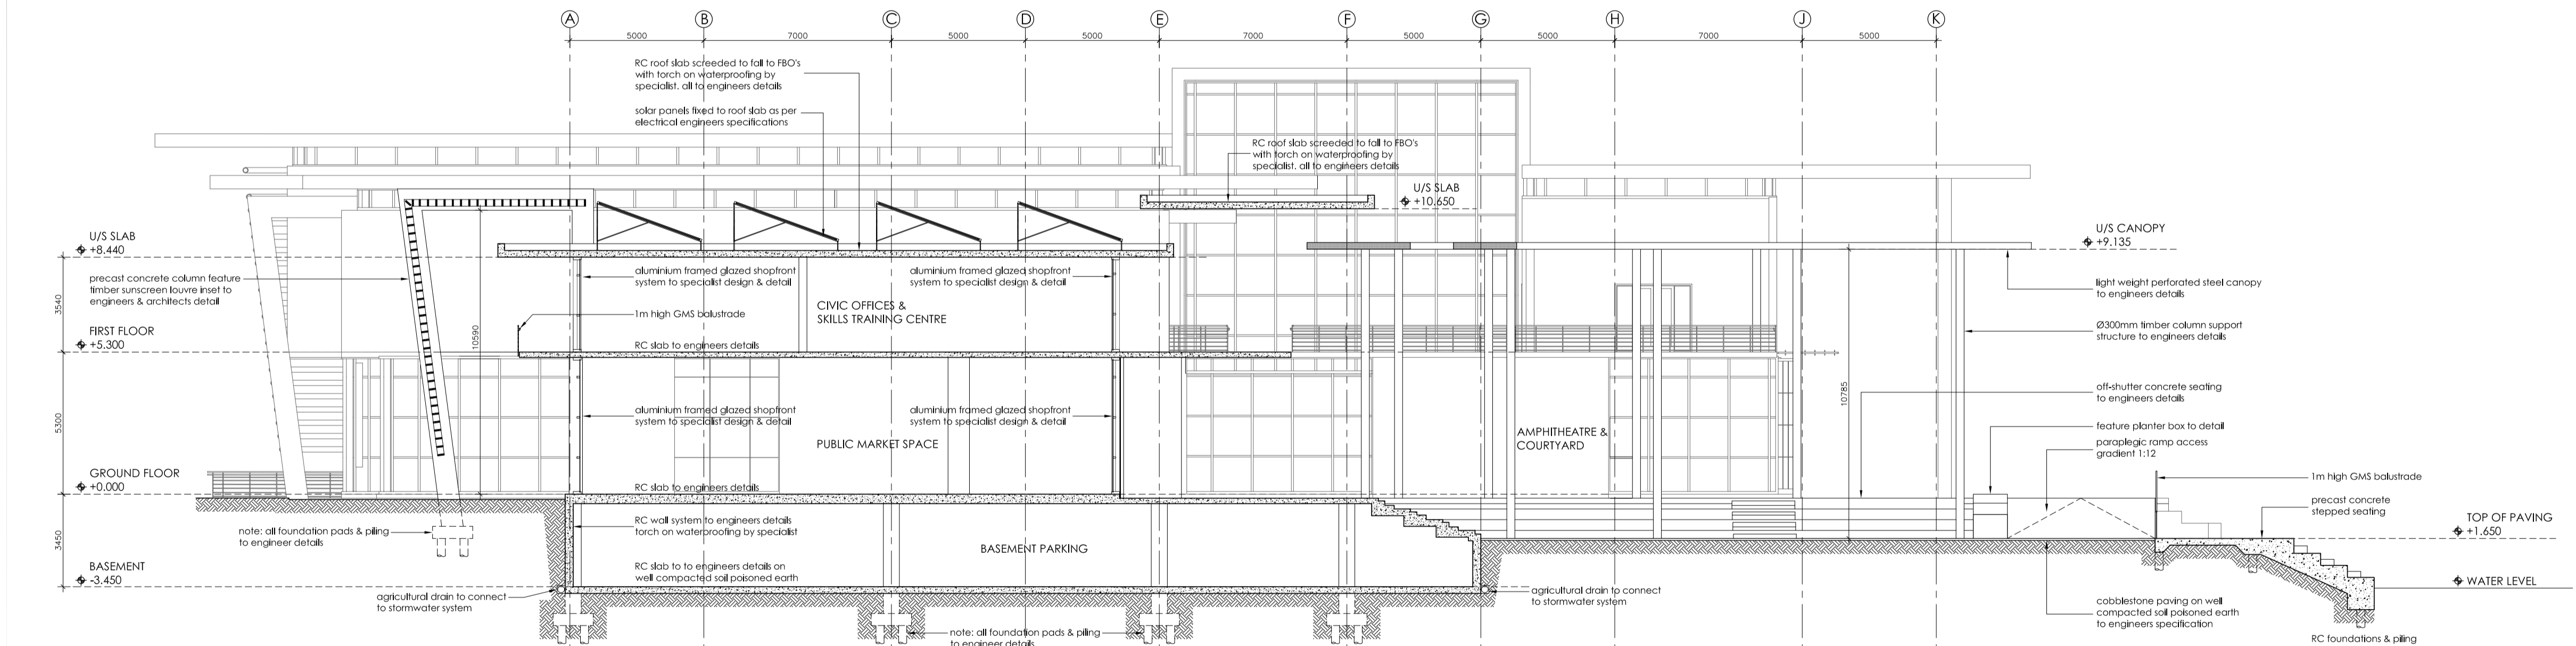 A B C D E F G H J K
5000 7000 5000 5000 7000 5000 5000 7000 5000
RC roof slab screeded to fall to FBO's
with torch on waterproofing by
specialist. all to engineers details
solar panels fixed to roof slab as per
electrical engineers specifications
RC roof slab screeded to fall to FBO's
with torch on waterproofing by
specialist. all to engineers details
U/S SLAB
+10.650
U/S SLAB
+8.440
precast concrete column feature
timber sunscreen louvre inset to
engineers & architects detail
3540
FIRST FLOOR
+5.300
10590
5300
GROUND FLOOR
+0.000
note: all foundation pads & piling
to engineer details
3450
BASEMENT
-3.450
agricultural drain to connect
to stormwater system
aluminium framed glazed shopfront
system to specialist design & detail
aluminium framed glazed shopfront
system to specialist design & detail
CIVIC OFFICES &
SKILLS TRAINING CENTRE
1m high GMS balustrade
RC slab to engineers details
aluminium framed glazed shopfront
system to specialist design & detail
aluminium framed glazed shopfront
system to specialist design & detail
PUBLIC MARKET SPACE
RC slab to engineers details
RC wall system to engineers details
torch on waterproofing by specialist
BASEMENT PARKING
RC slab to to engineers details on
well compacted soil poisoned earth
note: all foundation pads & piling
to engineer details
AMPHITHEATRE &
COURTYARD
agricultural drain to connect
to stormwater system
10785
U/S CANOPY
+9.135
light weight perforated steel canopy
to engineers details
Ø300mm timber column support
structure to engineers details
off-shutter concrete seating
to engineers details
feature planter box to detail
paraplegic ramp access
gradient 1:12
1m high GMS balustrade
precast concrete
stepped seating
TOP OF PAVING
+1.650
WATER LEVEL
cobblestone paving on well
compacted soil poisoned earth
to engineers specification
RC foundations & piling